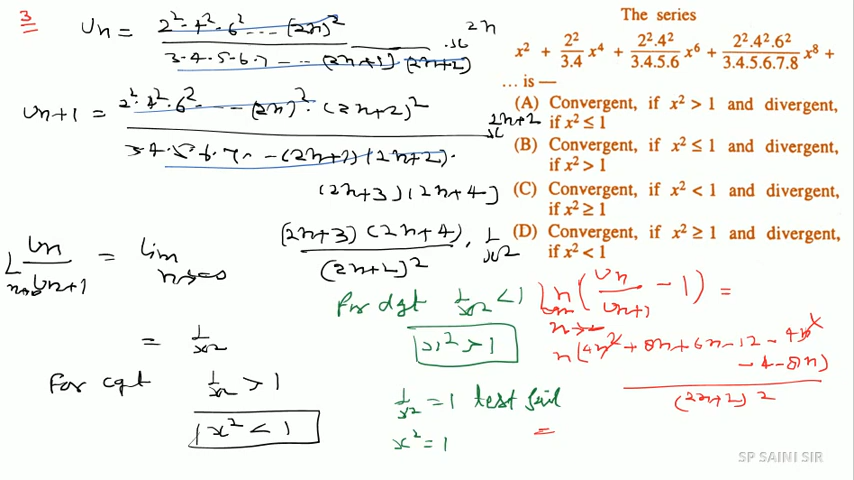 3
Un = 2²·4²·6² ---- (2n)² / 3·4·5·6·7 --- (2n+1) (2n+2) · x^2n
Un+1 = 2²·4²·6² ---- (2n)²·(2n+2)² / 3·4·5·6·7 --- (2n+1)(2n+2)·(2n+3)(2n+4) x^2n+2
L n→∞ Un / Un+1 = lim n→∞ (2n+3)(2n+4) / (2n+2)² · 1/x²
= 1/x²
For cgt 1/x² > 1
x² < 1
For dgt 1/x² < 1
x² > 1
1/x² = 1 test fail
x² = 1 =
Lim n→∞ n(Un / Un+1 − 1) =
n(4n² + 8n + 6n − 12 − 4n² − 4 − 8n) / (2n+2)²
The series
x² + 2²/3.4 x⁴ + 2².4²/3.4.5.6 x⁶ + 2².4².6²/3.4.5.6.7.8 x⁸ +
... is —
(A) Convergent, if x² > 1 and divergent,
if x² ≤ 1
(B) Convergent, if x² ≤ 1 and divergent,
if x² > 1
(C) Convergent, if x² < 1 and divergent,
if x² ≥ 1
(D) Convergent, if x² ≥ 1 and divergent,
if x² < 1
SP SAINI SIR